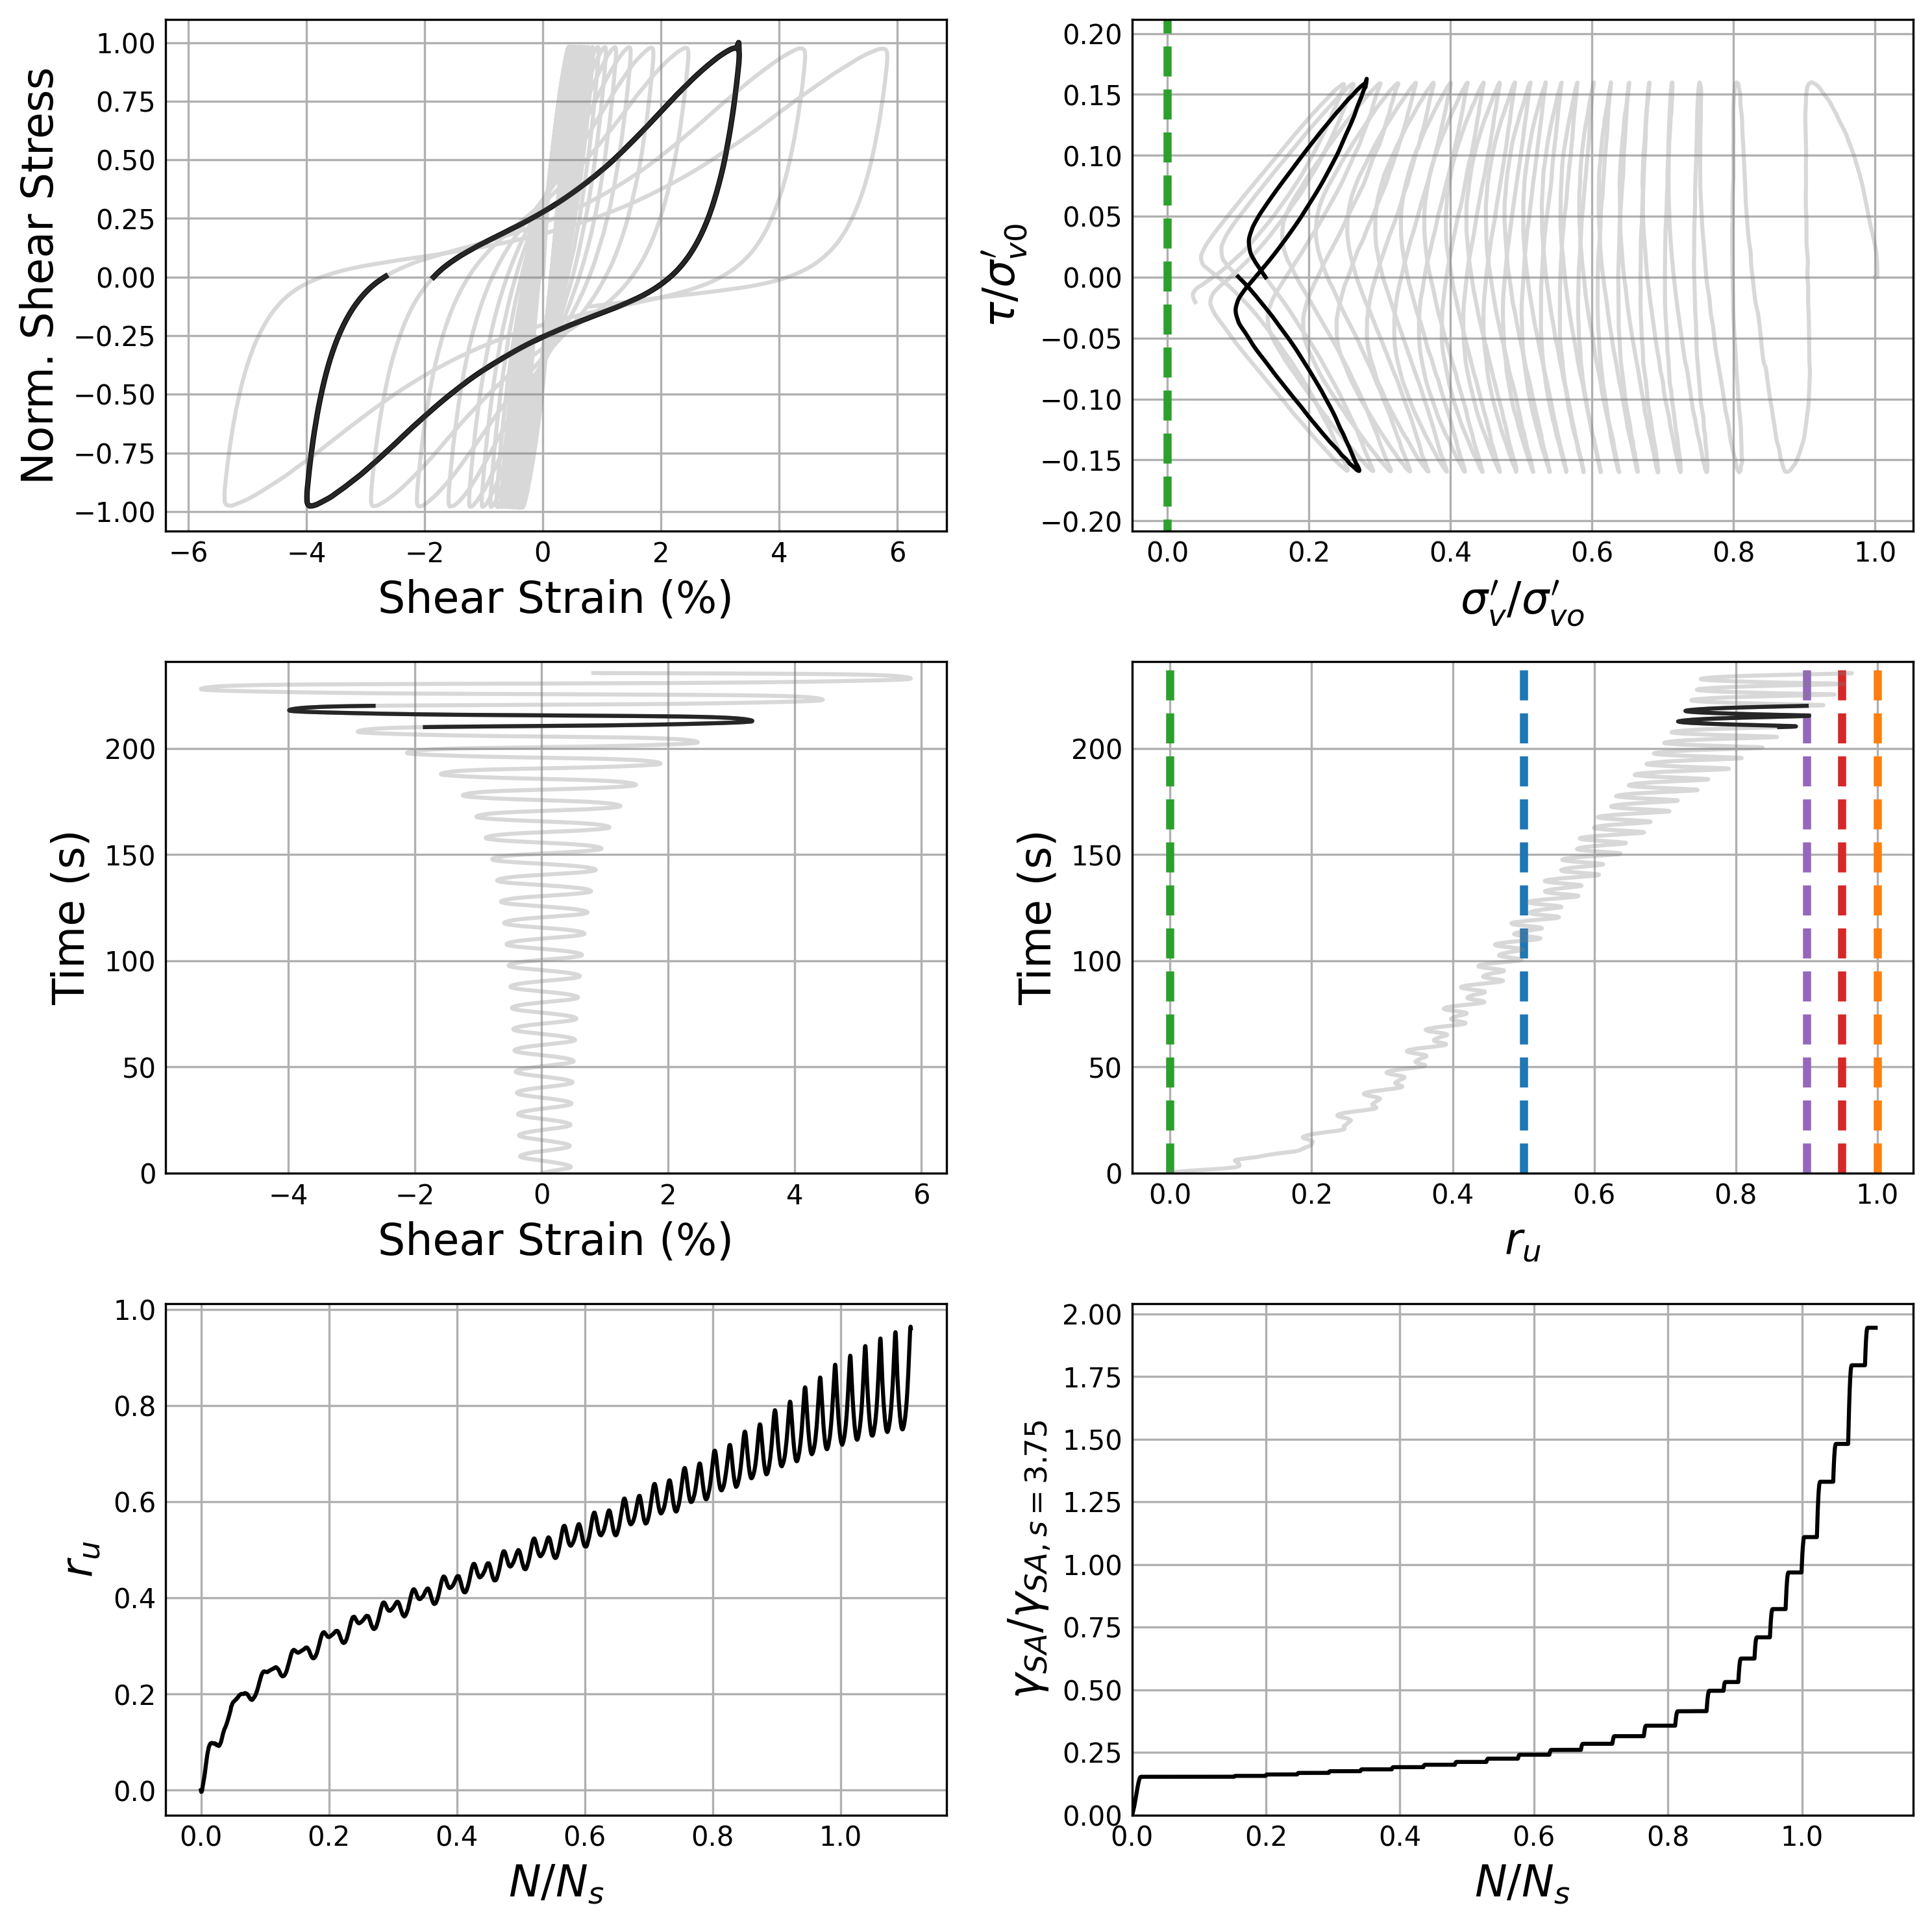 1.00
0.75
0.50
0.25
0.00
−0.25
−0.50
−0.75
−1.00
Norm. Shear Stress
−6 −4 −2 0 2 4 6
Shear Strain (%)
0.20
0.15
0.10
0.05
0.00
−0.05
−0.10
−0.15
−0.20
τ/σ′v0
0.0 0.2 0.4 0.6 0.8 1.0
σ′v/σ′vo
200
150
100
50
0
Time (s)
−4 −2 0 2 4 6
Shear Strain (%)
200
150
100
50
0
Time (s)
0.0 0.2 0.4 0.6 0.8 1.0
ru
1.0
0.8
0.6
0.4
0.2
0.0
ru
0.0 0.2 0.4 0.6 0.8 1.0
N/Ns
2.00
1.75
1.50
1.25
1.00
0.75
0.50
0.25
0.00
γSA/γSA, s = 3.75
0.0 0.2 0.4 0.6 0.8 1.0
N/Ns